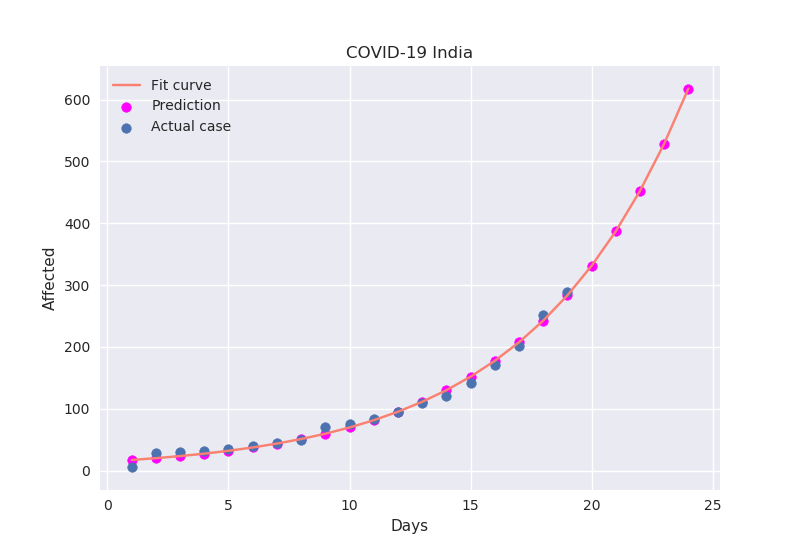 COVID-19 India
Fit curve
Prediction
Actual case
600
500
400
300
200
100
0
0 5 10 15 20 25
Affected
Days